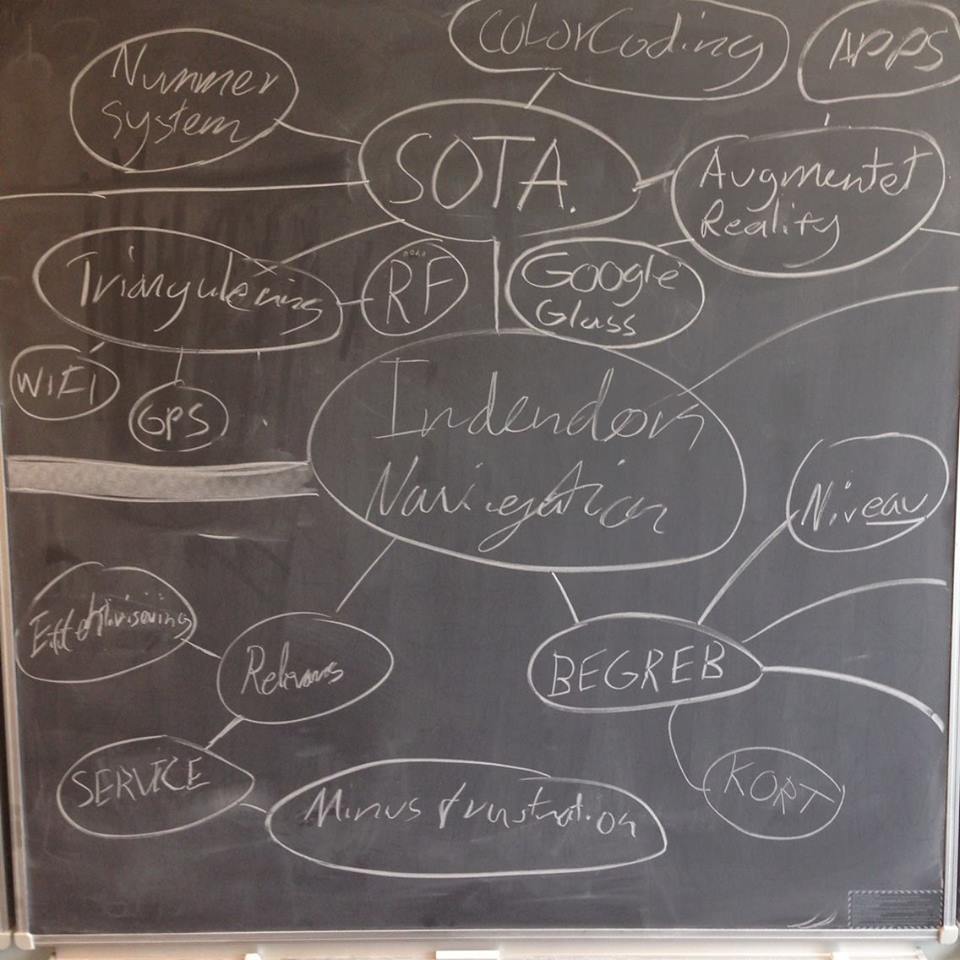 ColorCoding
APPS
Nummer
System
SOTA.
Augmentet
Reality
Triangulering
RF
Google
Glass
WIFI
GPS
Indendørs
Navigation
Niveau
Effektivisering
Relevans
BEGREB
SERVICE
Minus frustration
KORT